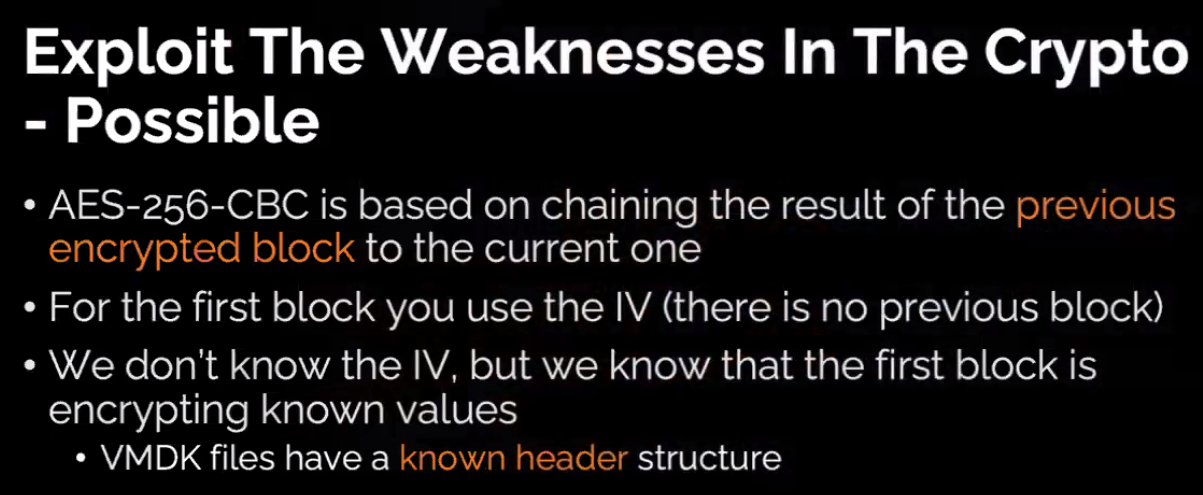 Exploit The Weaknesses In The Crypto
- Possible
• AES-256-CBC is based on chaining the result of the previous
encrypted block to the current one
• For the first block you use the IV (there is no previous block)
• We don't know the IV, but we know that the first block is
encrypting known values
• VMDK files have a known header structure